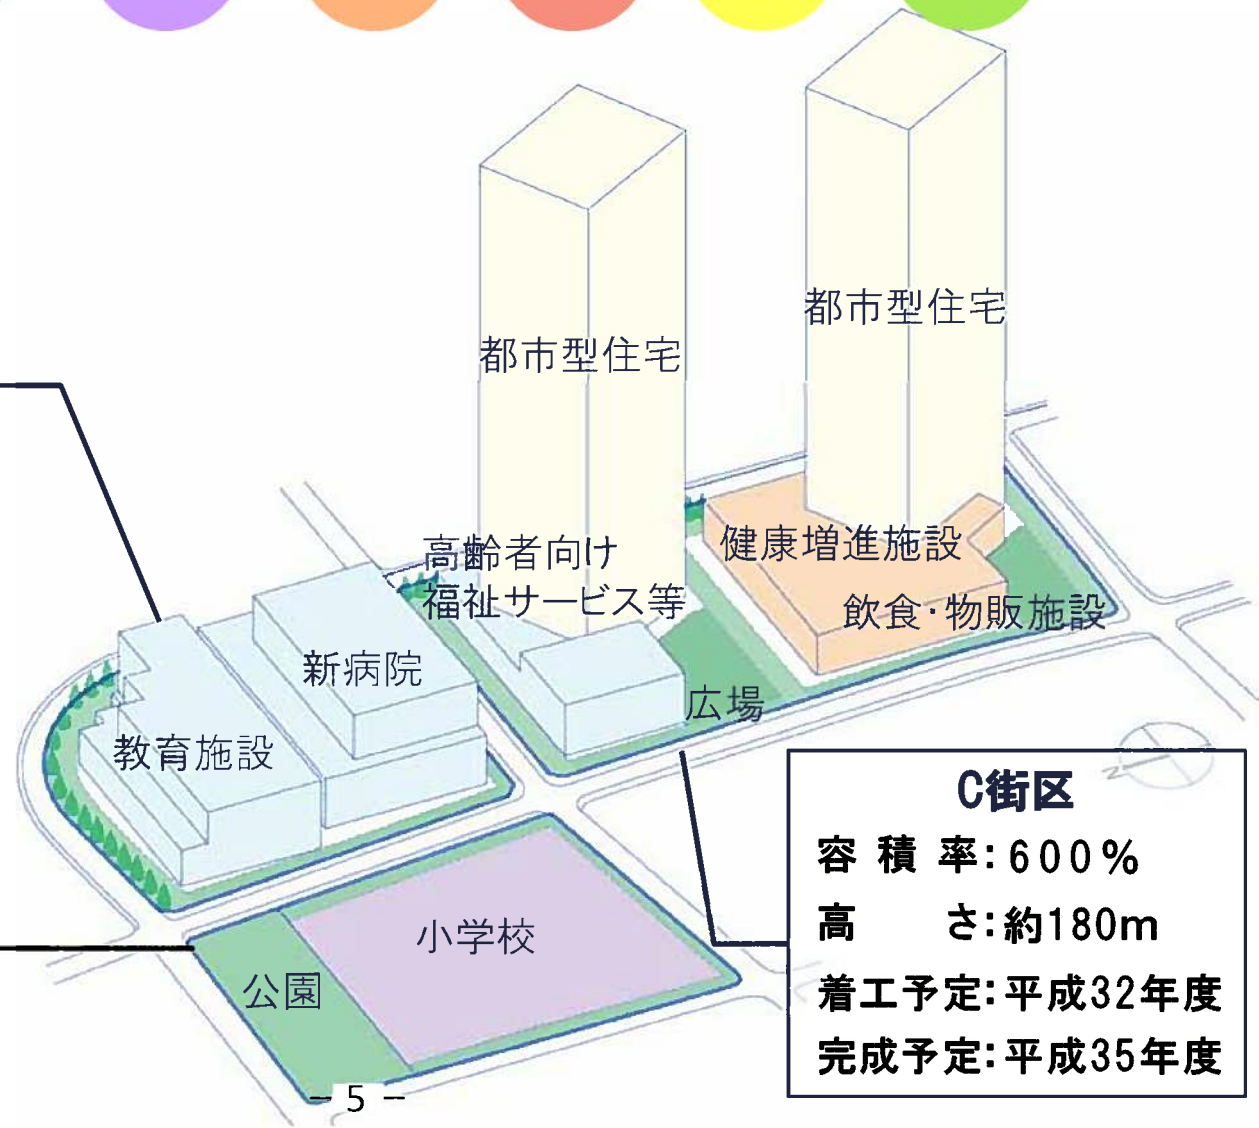 都市型住宅
都市型住宅
高齢者向け
福祉サービス等
健康増進施設
飲食・物販施設
新病院
広場
教育施設
C街区
容積率:600%
高さ:約180m
着工予定:平成32年度
完成予定:平成35年度
小学校
公園
- 5 -